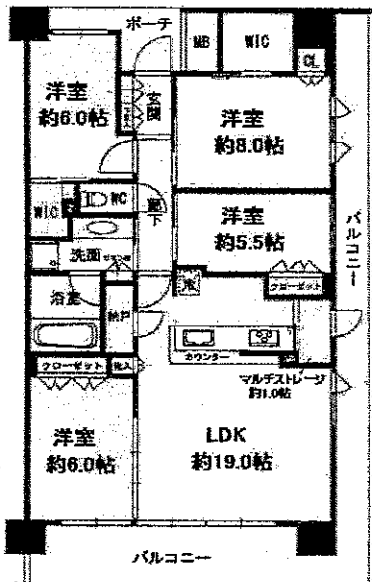 ポーチ
MB
WIC
CL
洋室
約6.0帖
玄関
洋室
約8.0帖
WIC
WC
廊下
洋室
約5.5帖
バルコニー
洗面
冷
クローゼット
浴室
納戸
カウンター
マルチストレージ
約1.0帖
クローゼット
物入
洋室
約6.0帖
LDK
約19.0帖
バルコニー